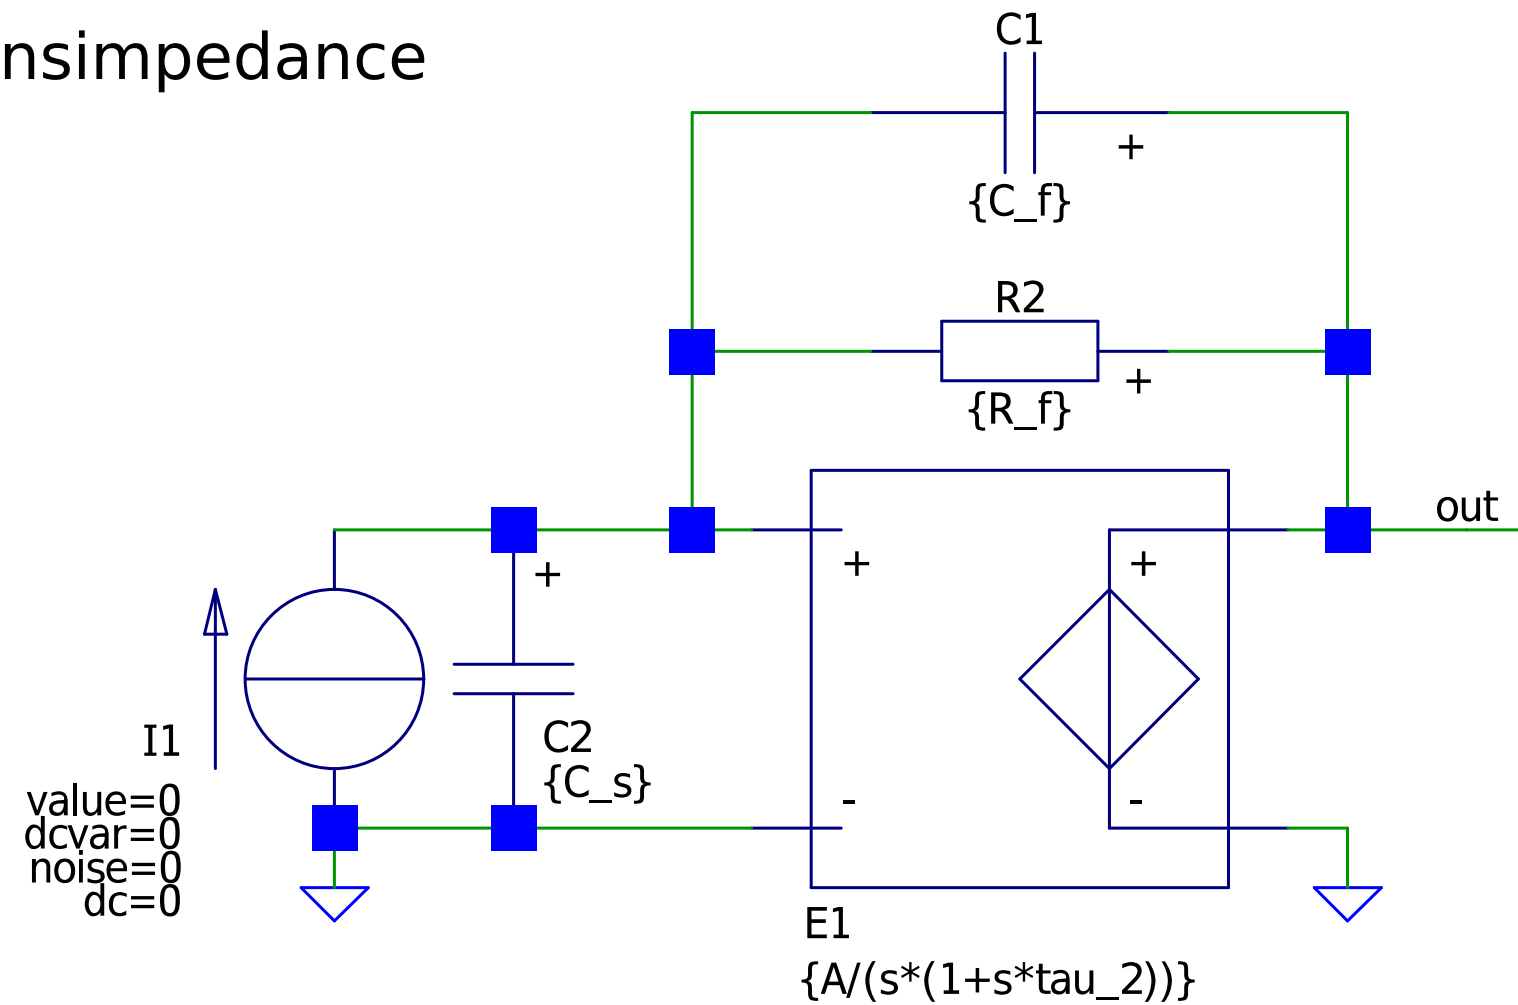 nsimpedance
C1
+
{C_f}
R2
+
{R_f}
out
+
+
+
I1
C2
{C_s}
value=0
dcvar=0
noise=0
dc=0
-
-
E1
{A/(s*(1+s*tau_2))}